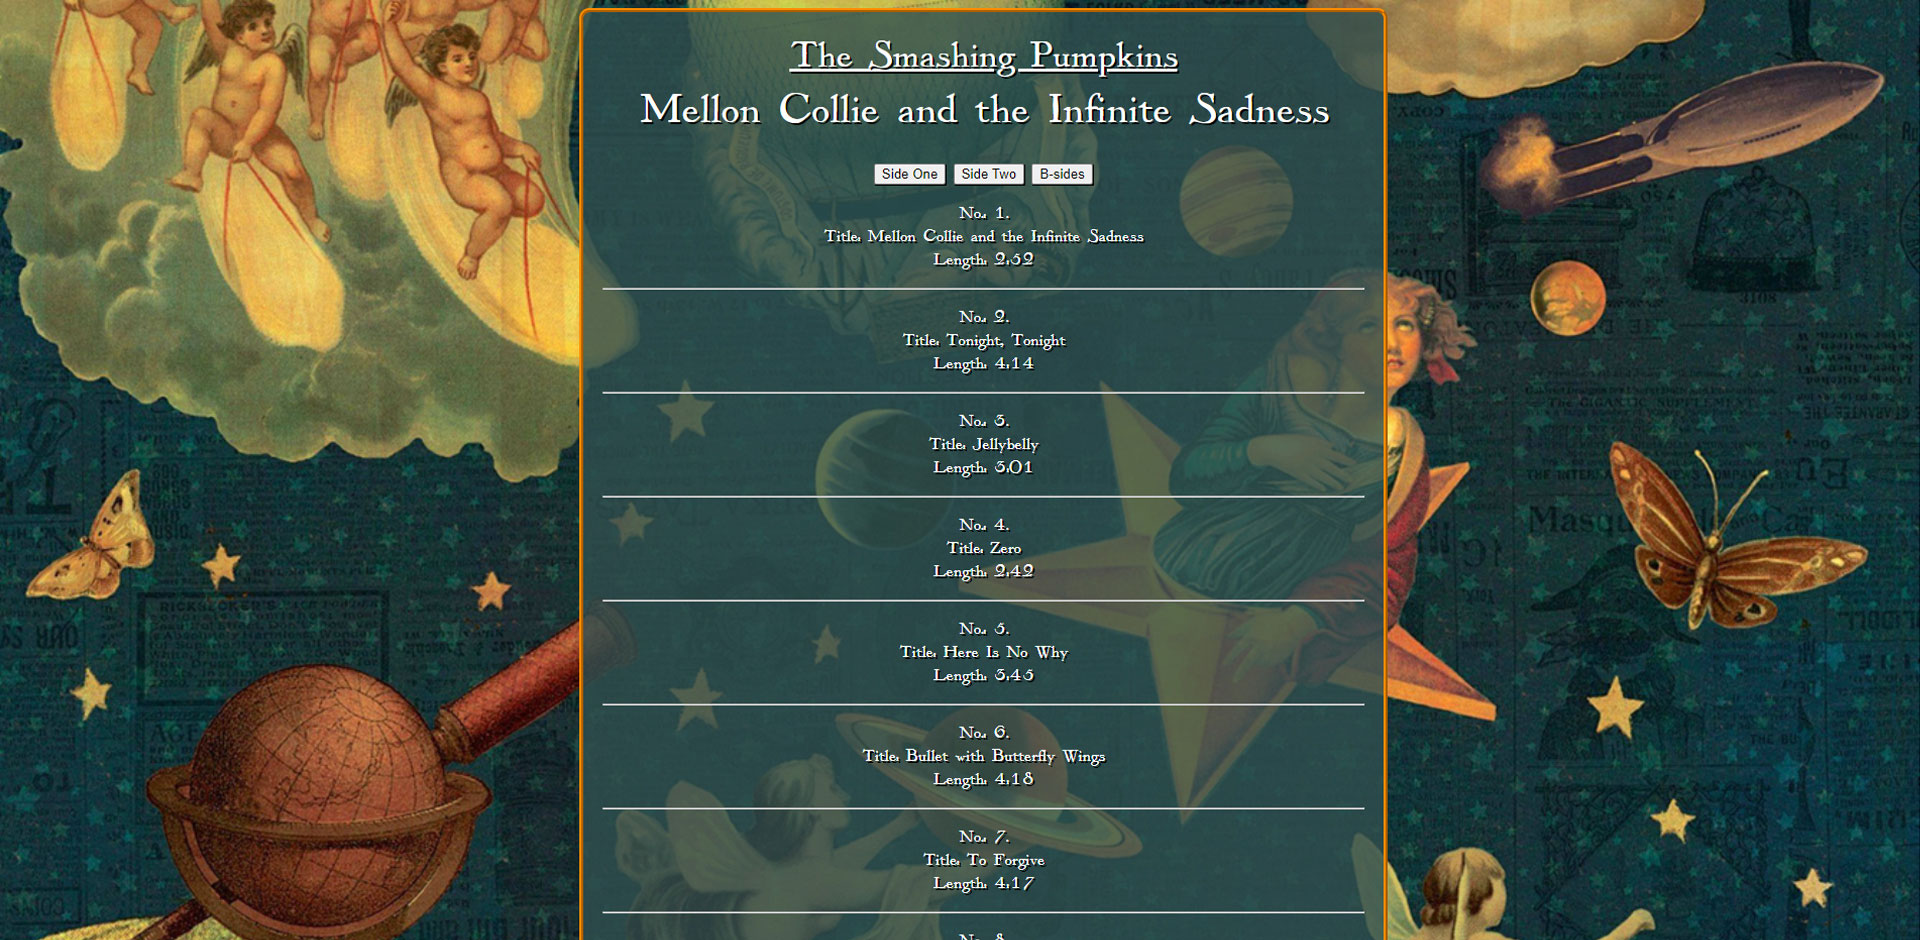 The Smashing Pumpkins
Mellon Collie and the Infinite Sadness
Side One Side Two B-sides
No. 1.
Title: Mellon Collie and the Infinite Sadness
Length: 2:52
No. 2.
Title: Tonight, Tonight
Length: 4:14
No. 3.
Title: Jellybelly
Length: 3:01
No. 4.
Title: Zero
Length: 2:42
No. 5.
Title: Here Is No Why
Length: 3:45
No. 6.
Title: Bullet with Butterfly Wings
Length: 4:18
No. 7.
Title: To Forgive
Length: 4:17
No. 8.